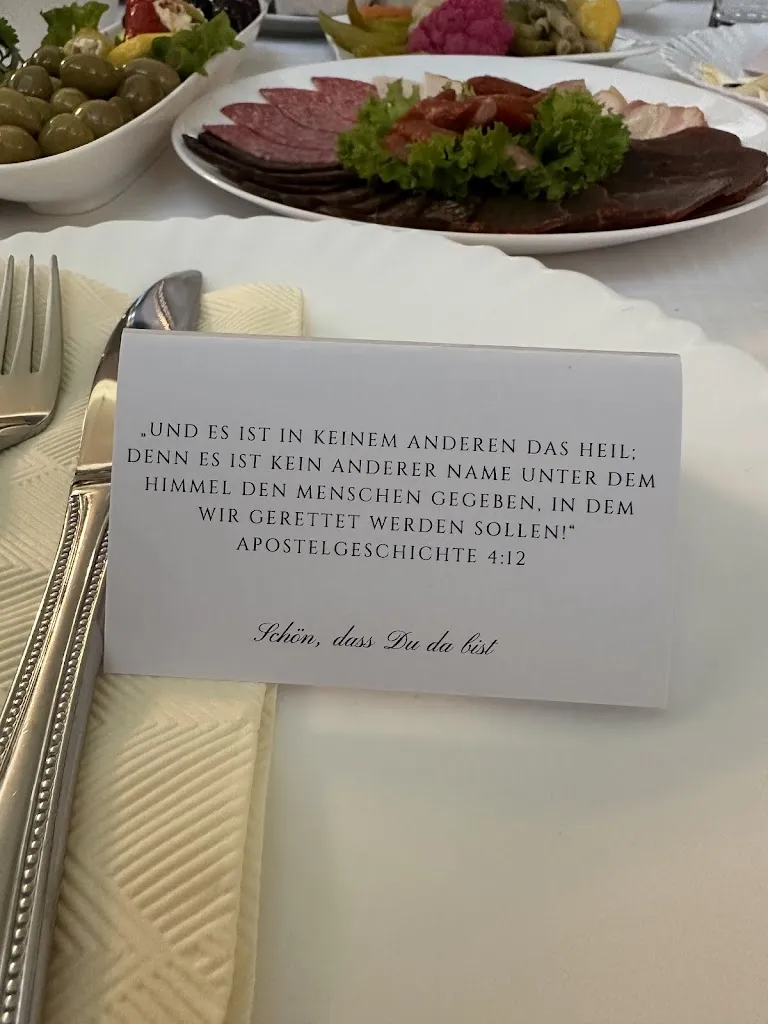 „UND ES IST IN KEINEM ANDEREN DAS HEIL;
DENN ES IST KEIN ANDERER NAME UNTER DEM
HIMMEL DEN MENSCHEN GEGEBEN, IN DEM
WIR GERETTET WERDEN SOLLEN!“
APOSTELGESCHICHTE 4:12
Schön, dass Du da bist